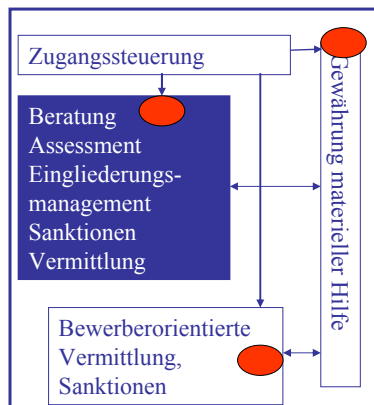 Zugangssteuerung
Beratung
Assessment
Eingliederungs-
management
Sanktionen
Vermittlung
Gewährung materieller Hilfe
Bewerberorientierte
Vermittlung,
Sanktionen